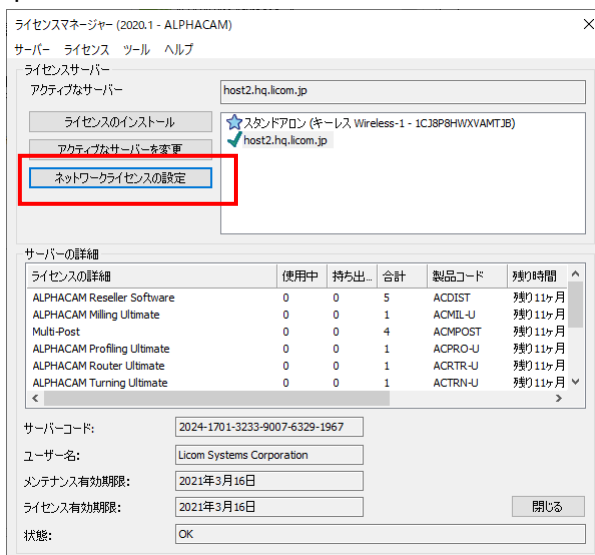 ライセンスマネージャー (2020.1 - ALPHACAM)
サーバー ライセンス ツール ヘルプ
ライセンスサーバー
アクティブなサーバー host2.hq.licom.jp
ライセンスのインストール
アクティブなサーバーを変更
ネットワークライセンスの設定
スタンドアロン (キーレス Wireless-1 - 1CJ8P8HWXVAMTJB)
host2.hq.licom.jp
サーバーの詳細
ライセンスの詳細 使用中 持ち出... 合計 製品コード 残り時間
ALPHACAM Reseller Software 0 0 5 ACDIST 残り11ヶ月
ALPHACAM Milling Ultimate 0 0 1 ACMIL-U 残り11ヶ月
Multi-Post 0 0 4 ACMPOST 残り11ヶ月
ALPHACAM Profiling Ultimate 0 0 1 ACPRO-U 残り11ヶ月
ALPHACAM Router Ultimate 0 0 1 ACRTR-U 残り11ヶ月
ALPHACAM Turning Ultimate 0 0 1 ACTRN-U 残り11ヶ月
サーバーコード: 2024-1701-3233-9007-6329-1967
ユーザー名: Licom Systems Corporation
メンテナンス有効期限: 2021年3月16日
ライセンス有効期限: 2021年3月16日
閉じる
状態: OK